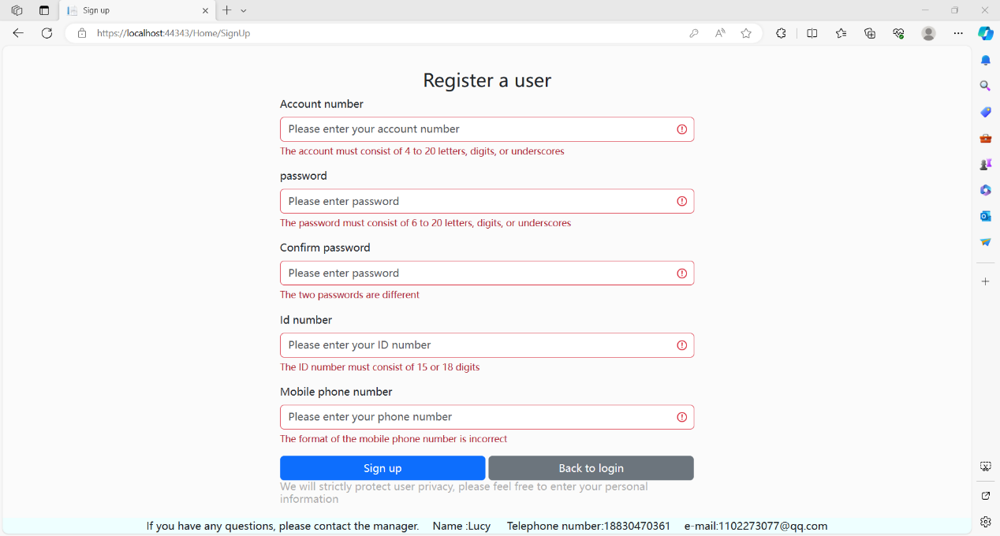 Sign up
https://localhost:44343/Home/SignUp
Register a user
Account number
Please enter your account number
The account must consist of 4 to 20 letters, digits, or underscores
password
Please enter password
The password must consist of 6 to 20 letters, digits, or underscores
Confirm password
Please enter password
The two passwords are different
Id number
Please enter your ID number
The ID number must consist of 15 or 18 digits
Mobile phone number
Please enter your phone number
The format of the mobile phone number is incorrect
Sign up Back to login
We will strictly protect user privacy, please feel free to enter your personal
information
If you have any questions, please contact the manager. Name :Lucy Telephone number:18830470361 e-mail:1102273077@qq.com